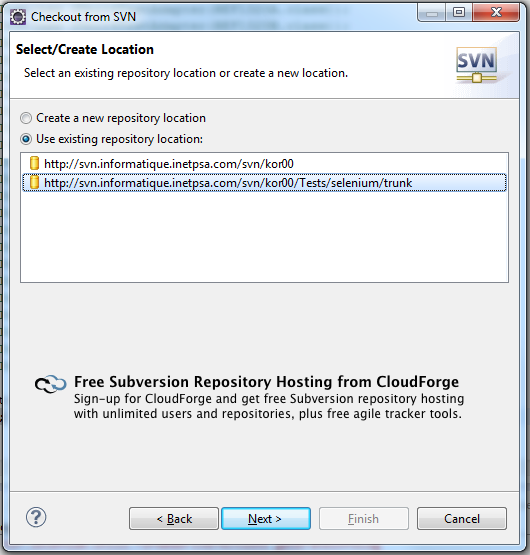 Checkout from SVN
Select/Create Location
Select an existing repository location or create a new location.
SVN
Create a new repository location
Use existing repository location:
http://svn.informatique.inetpsa.com/svn/kor00
http://svn.informatique.inetpsa.com/svn/kor00/Tests/selenium/trunk
Free Subversion Repository Hosting from CloudForge
Sign-up for CloudForge and get free Subversion repository hosting
with unlimited users and repositories, plus free agile tracker tools.
?
< Back
Next >
Finish
Cancel